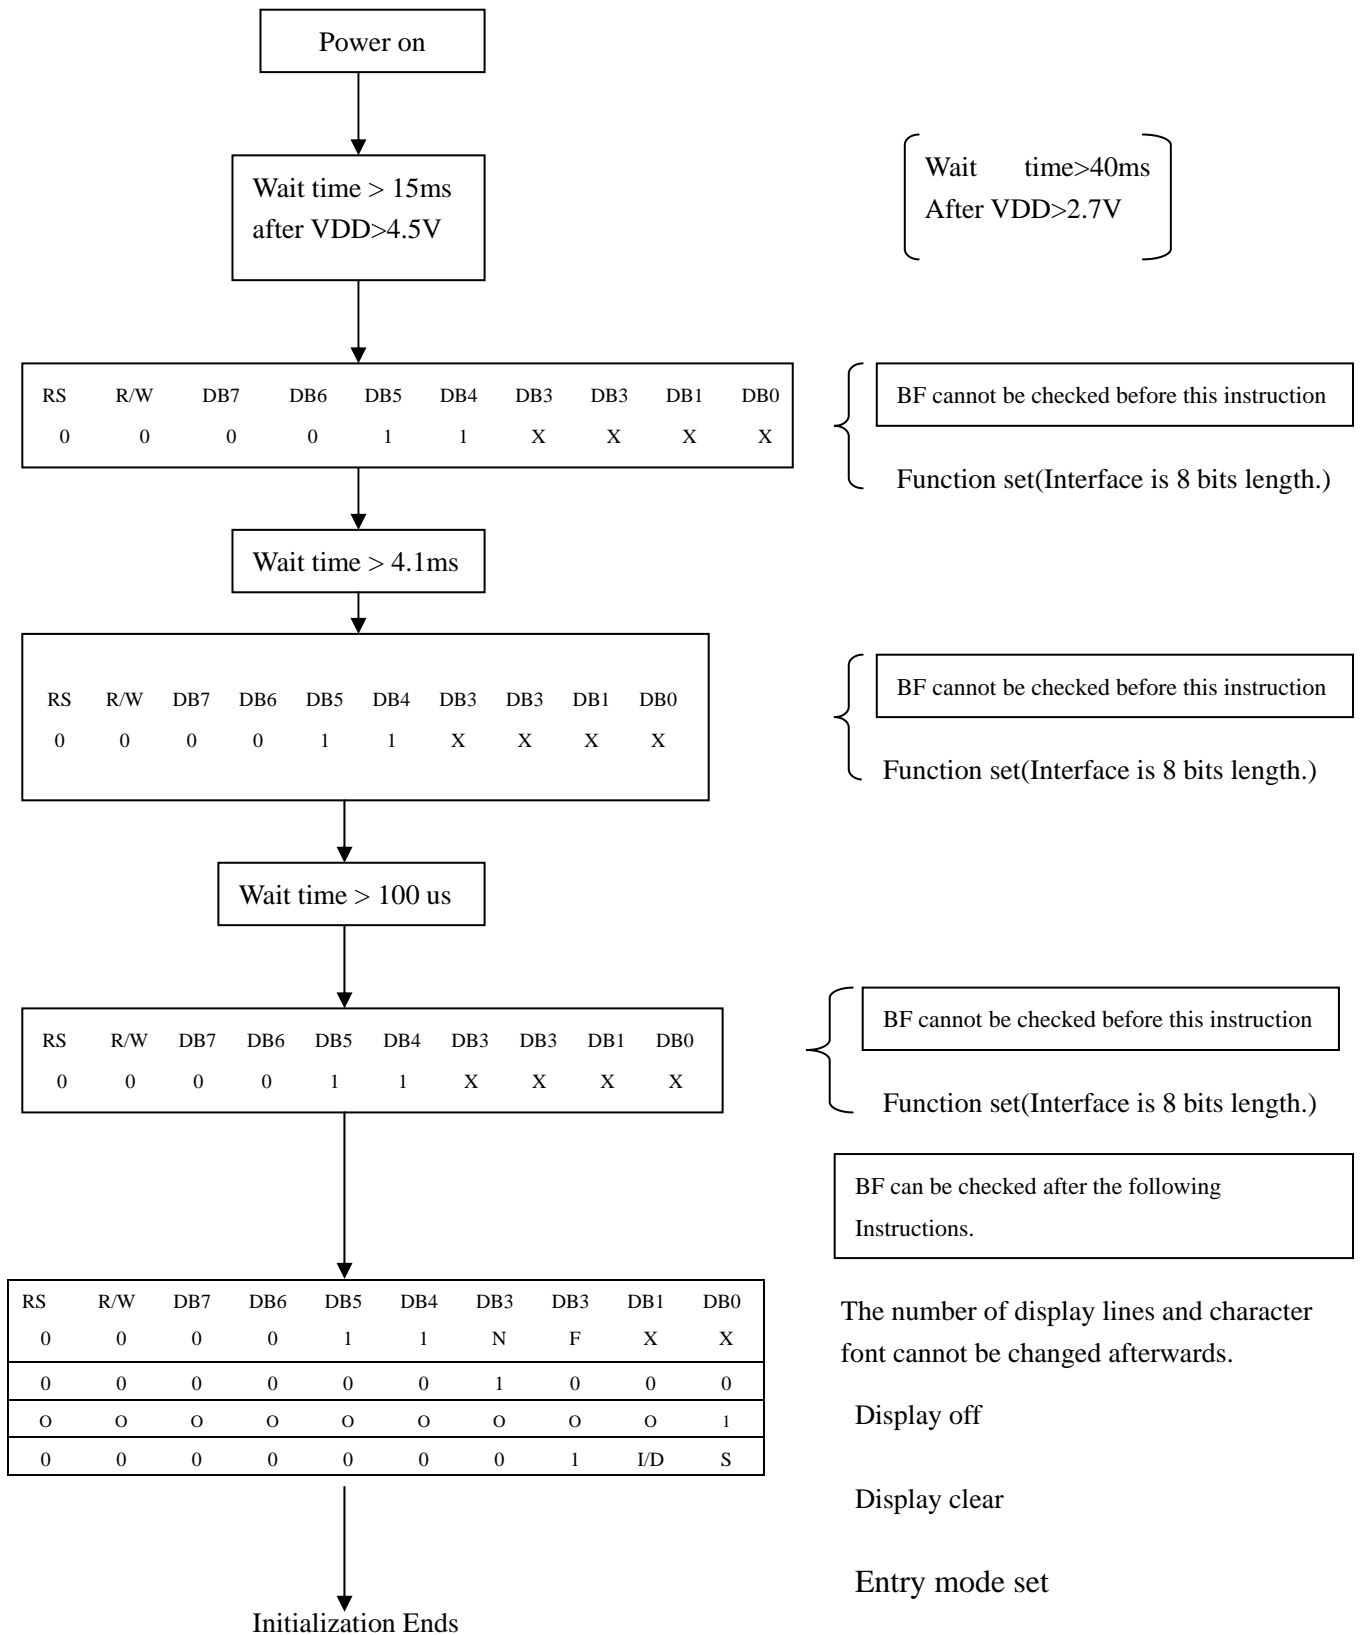 Power on
Wait time > 15ms
after VDD>4.5V
Wait time>40ms
After VDD>2.7V
RS R/W DB7 DB6 DB5 DB4 DB3 DB3 DB1 DB0
0 0 0 0 1 1 X X X X
BF cannot be checked before this instruction
Function set(Interface is 8 bits length.)
Wait time > 4.1ms
RS R/W DB7 DB6 DB5 DB4 DB3 DB3 DB1 DB0
0 0 0 0 1 1 X X X X
BF cannot be checked before this instruction
Function set(Interface is 8 bits length.)
Wait time > 100 us
RS R/W DB7 DB6 DB5 DB4 DB3 DB3 DB1 DB0
0 0 0 0 1 1 X X X X
BF cannot be checked before this instruction
Function set(Interface is 8 bits length.)
BF can be checked after the following
Instructions.
RS R/W DB7 DB6 DB5 DB4 DB3 DB3 DB1 DB0
0 0 0 0 1 1 N F X X
0 0 0 0 0 0 1 0 0 0
O O O O O O O O O 1
0 0 0 0 0 0 0 1 I/D S
The number of display lines and character
font cannot be changed afterwards.
Display off
Display clear
Entry mode set
Initialization Ends